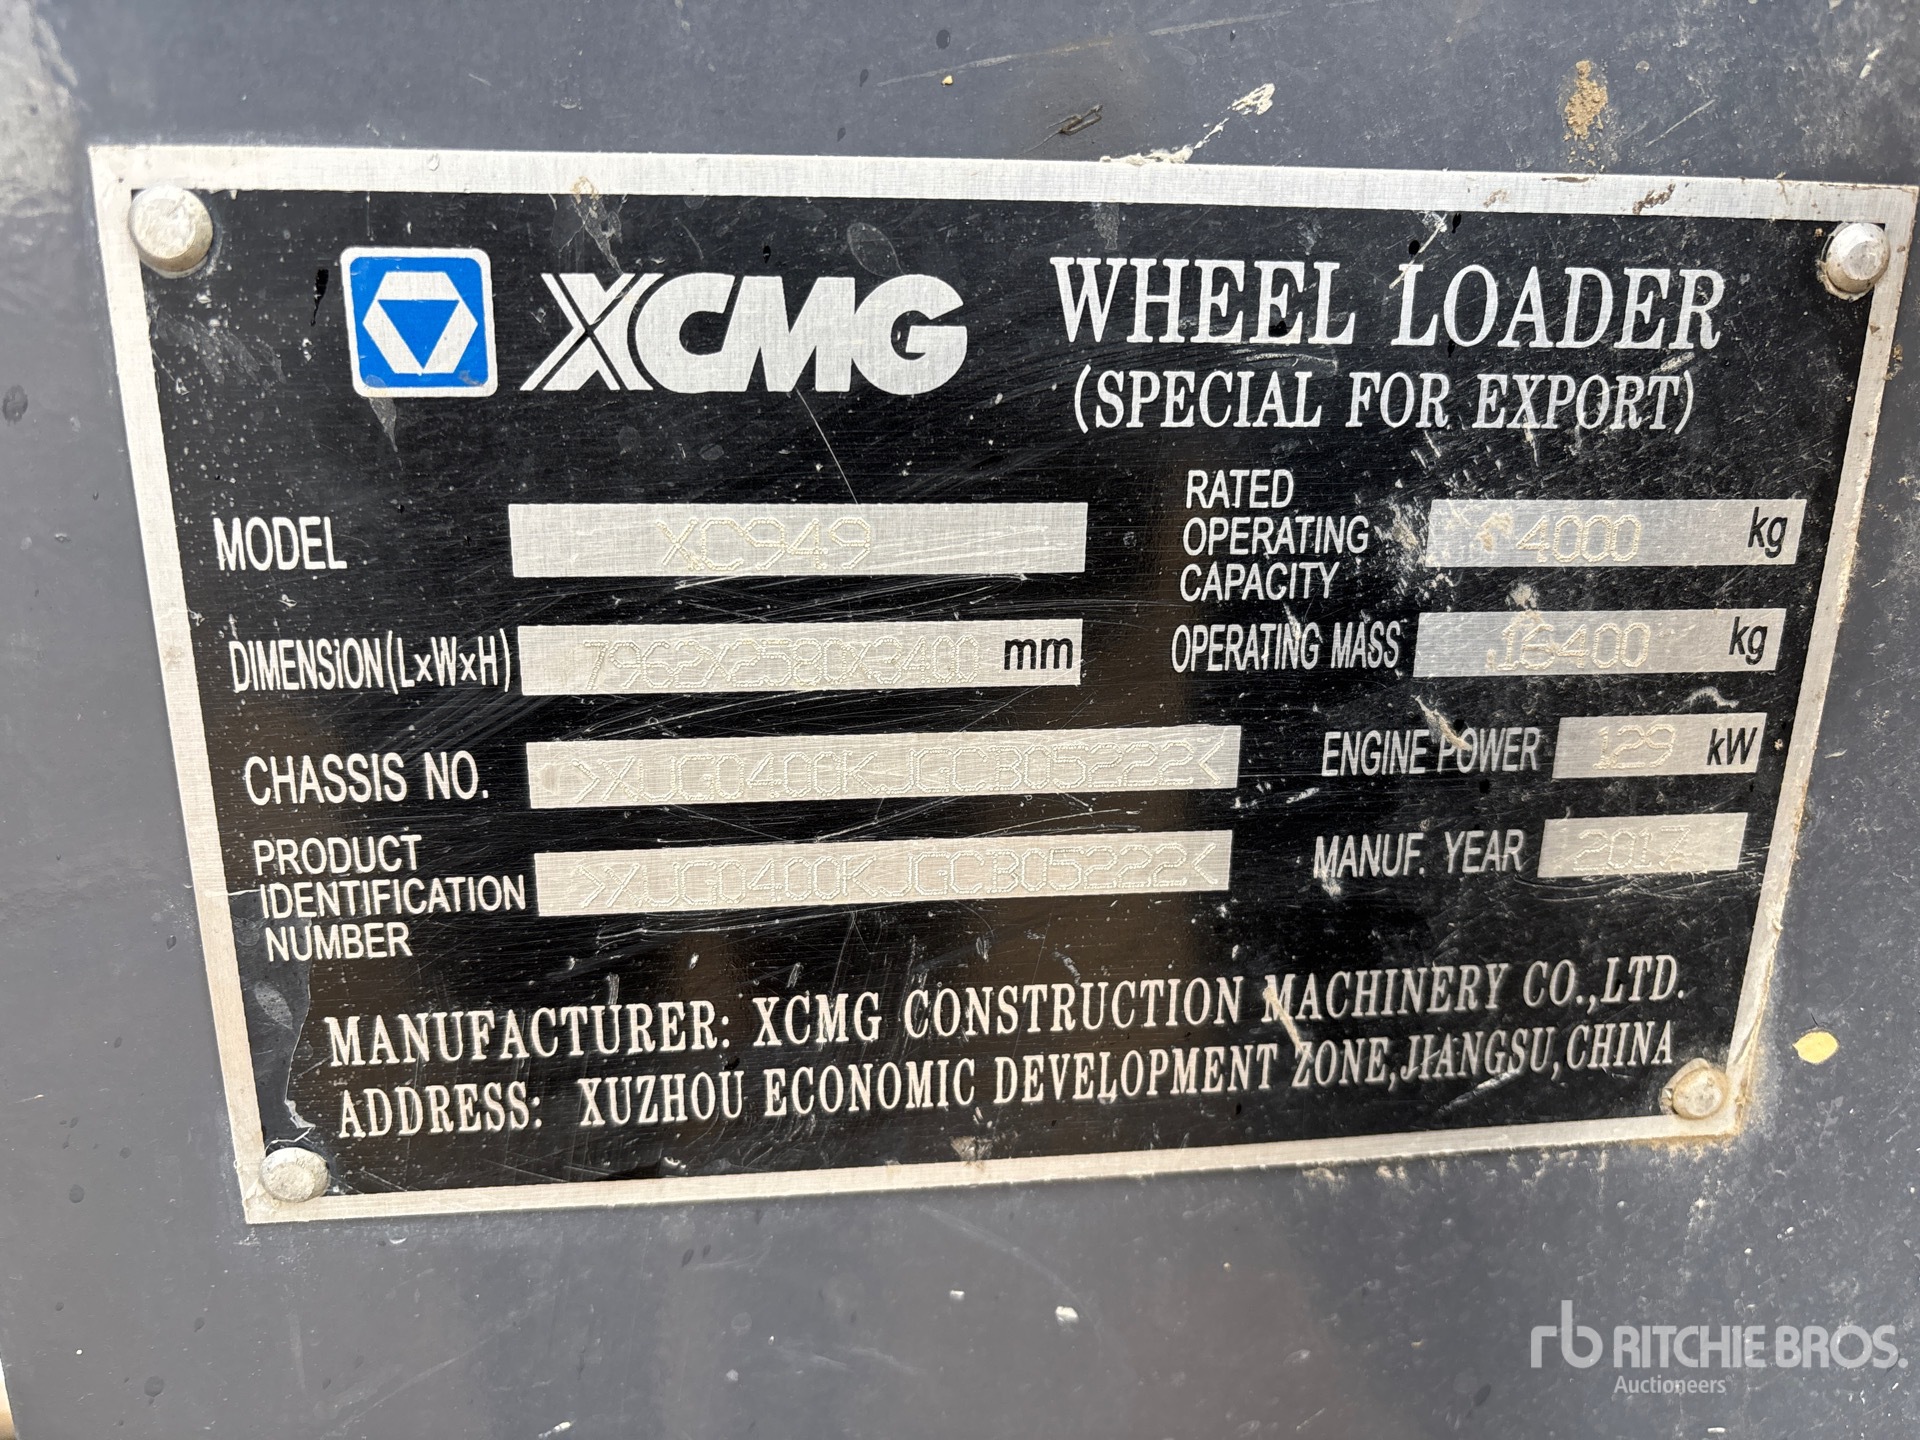 XCMG
WHEEL LOADER
(SPECIAL FOR EXPORT)
MODEL XC949
RATED OPERATING CAPACITY 4000 kg
DIMENSION(L×W×H) 7962X2580X3400 mm
OPERATING MASS 16400 kg
CHASSIS NO. >XUG0400KJGCB05222<
ENGINE POWER 129 kW
PRODUCT IDENTIFICATION NUMBER >XUG0400KJGCB05222<
MANUF. YEAR 2017
MANUFACTURER: XCMG CONSTRUCTION MACHINERY CO.,LTD.
ADDRESS: XUZHOU ECONOMIC DEVELOPMENT ZONE,JIANGSU,CHINA
rb RITCHIE BROS.
Auctioneers